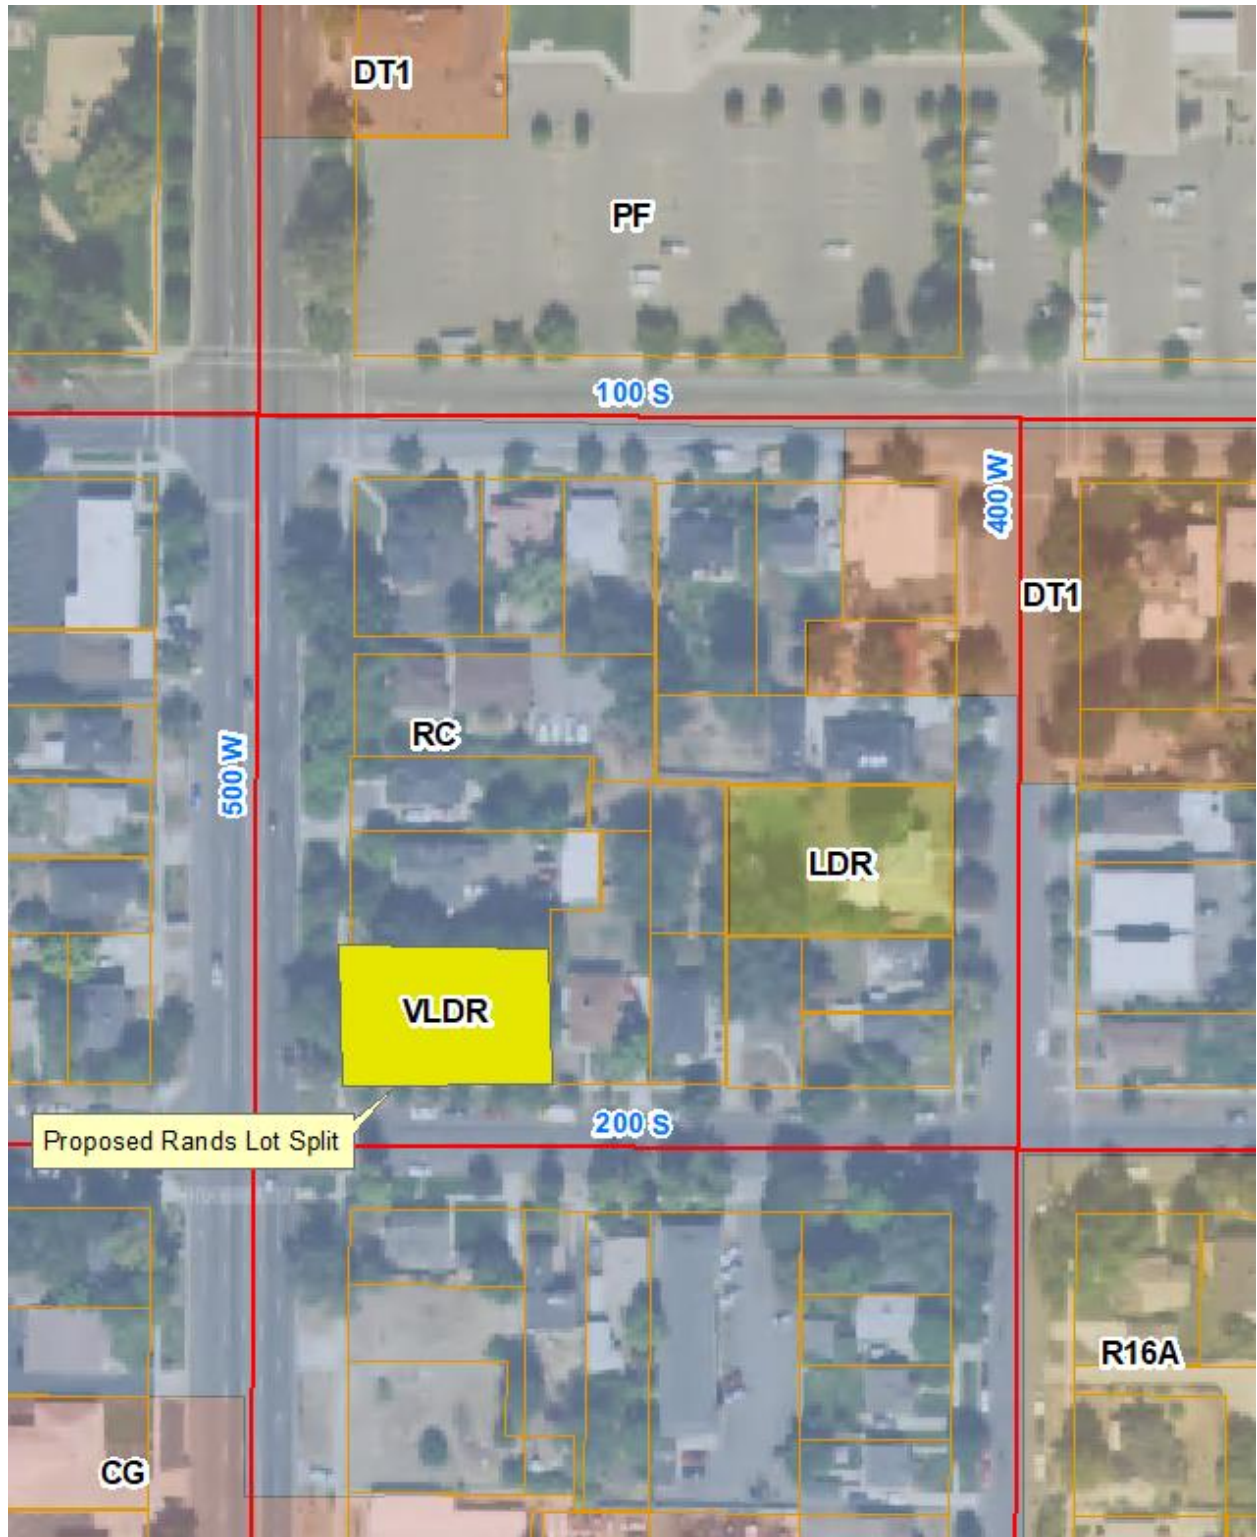 DT1
PF
100 S
400 W
DT1
RC
500 W
LDR
VLDR
200 S
Proposed Rands Lot Split
R16A
CG